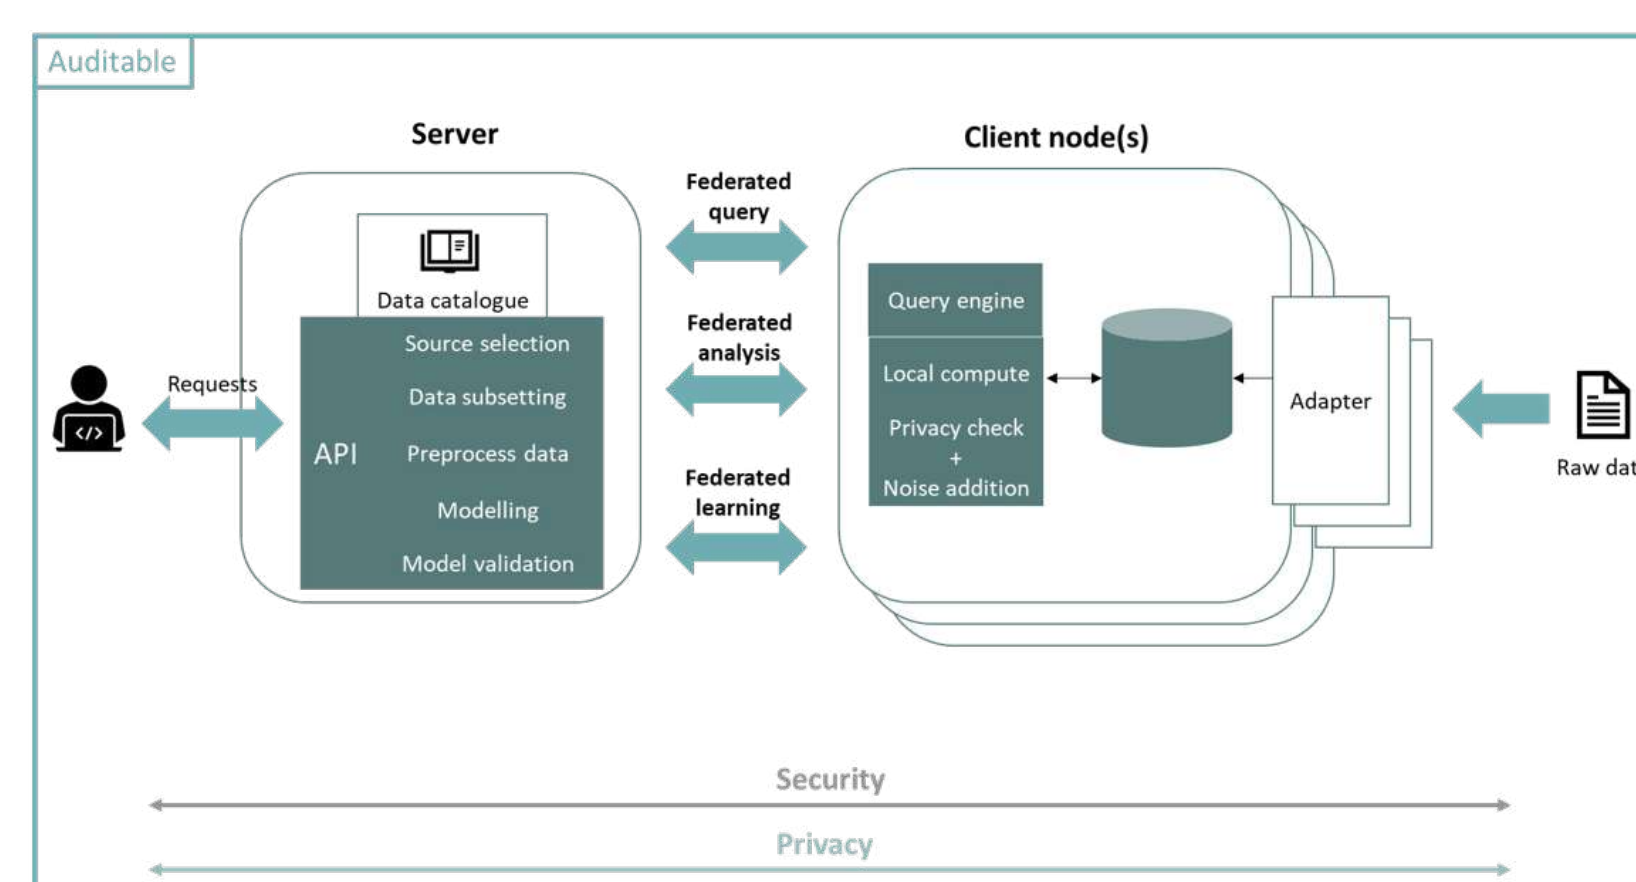 Auditable
Server
Client node(s)
Federated
query
Data catalogue
Source selection
Data subsetting
API
Preprocess data
Modelling
Model validation
Requests
</>
Federated
analysis
Federated
learning
Query engine
Local compute
Privacy check
+
Noise addition
Adapter
Raw dat
Security
Privacy